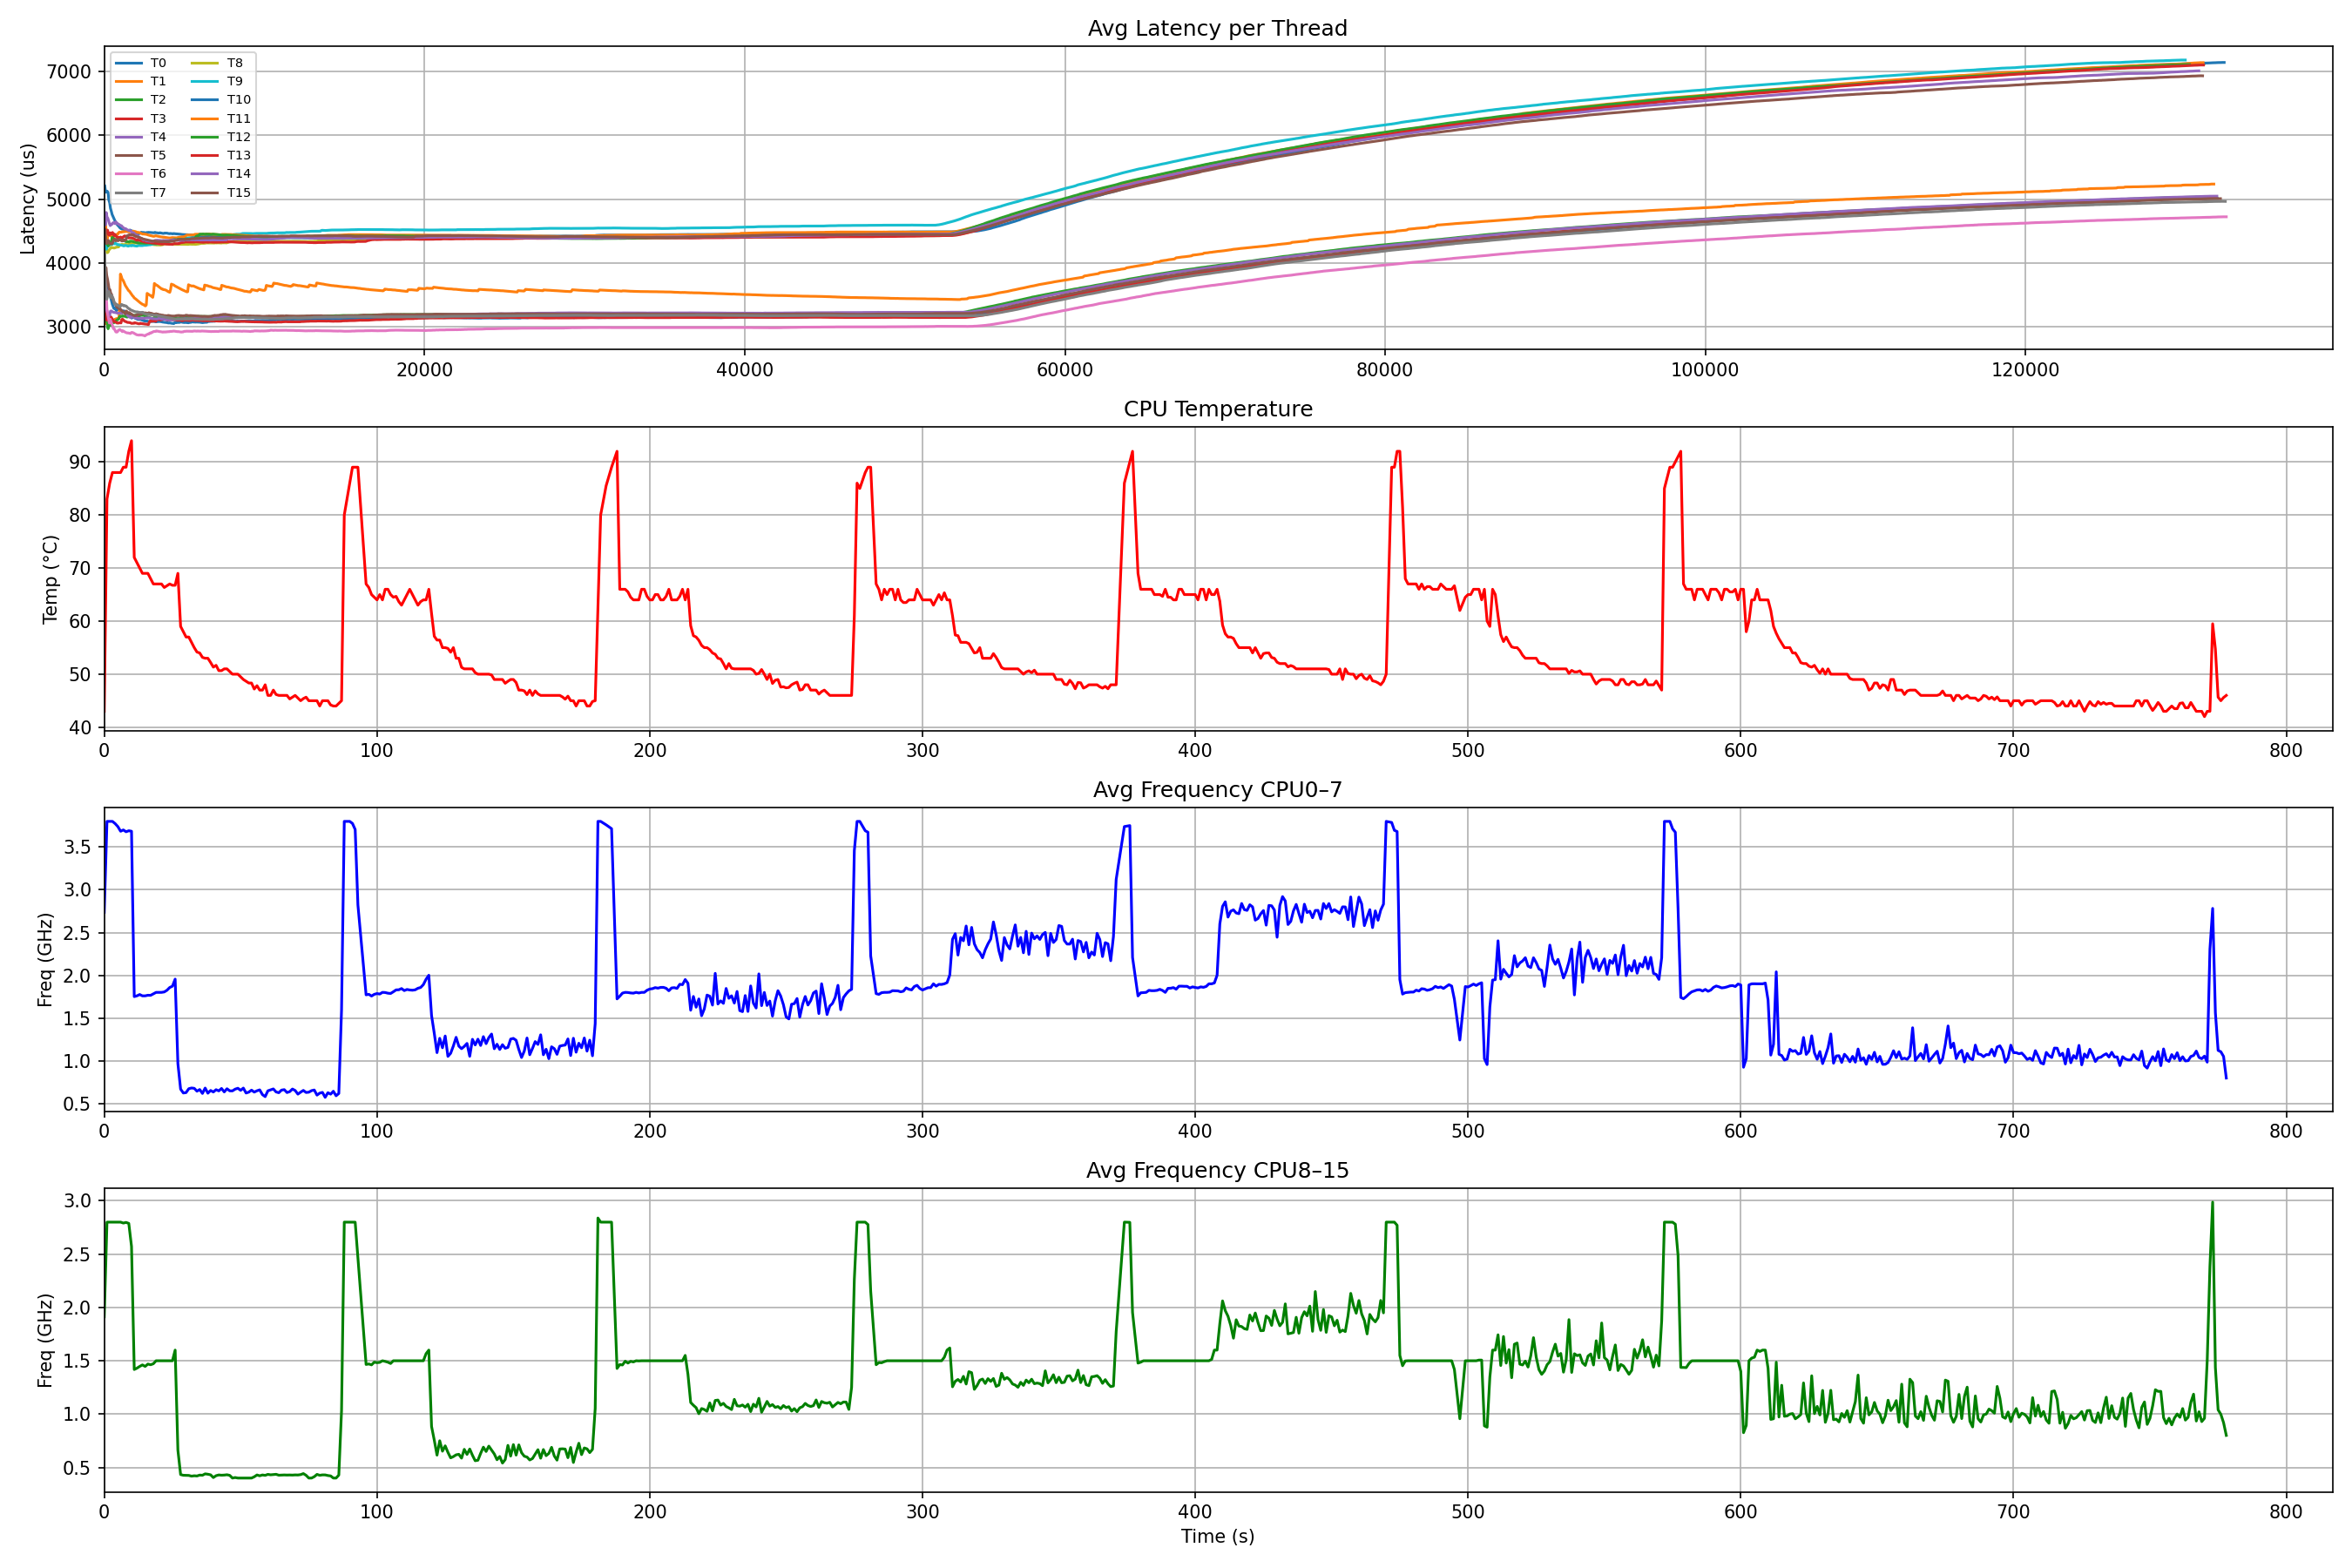 Avg Latency per Thread
Latency (us)
7000
6000
5000
4000
3000
T0 T8
T1 T9
T2 T10
T3 T11
T4 T12
T5 T13
T6 T14
T7 T15
0 20000 40000 60000 80000 100000 120000
CPU Temperature
Temp (°C)
90
80
70
60
50
40
0 100 200 300 400 500 600 700 800
Avg Frequency CPU0–7
Freq (GHz)
3.5
3.0
2.5
2.0
1.5
1.0
0.5
0 100 200 300 400 500 600 700 800
Avg Frequency CPU8–15
Freq (GHz)
3.0
2.5
2.0
1.5
1.0
0.5
0 100 200 300 400 500 600 700 800
Time (s)